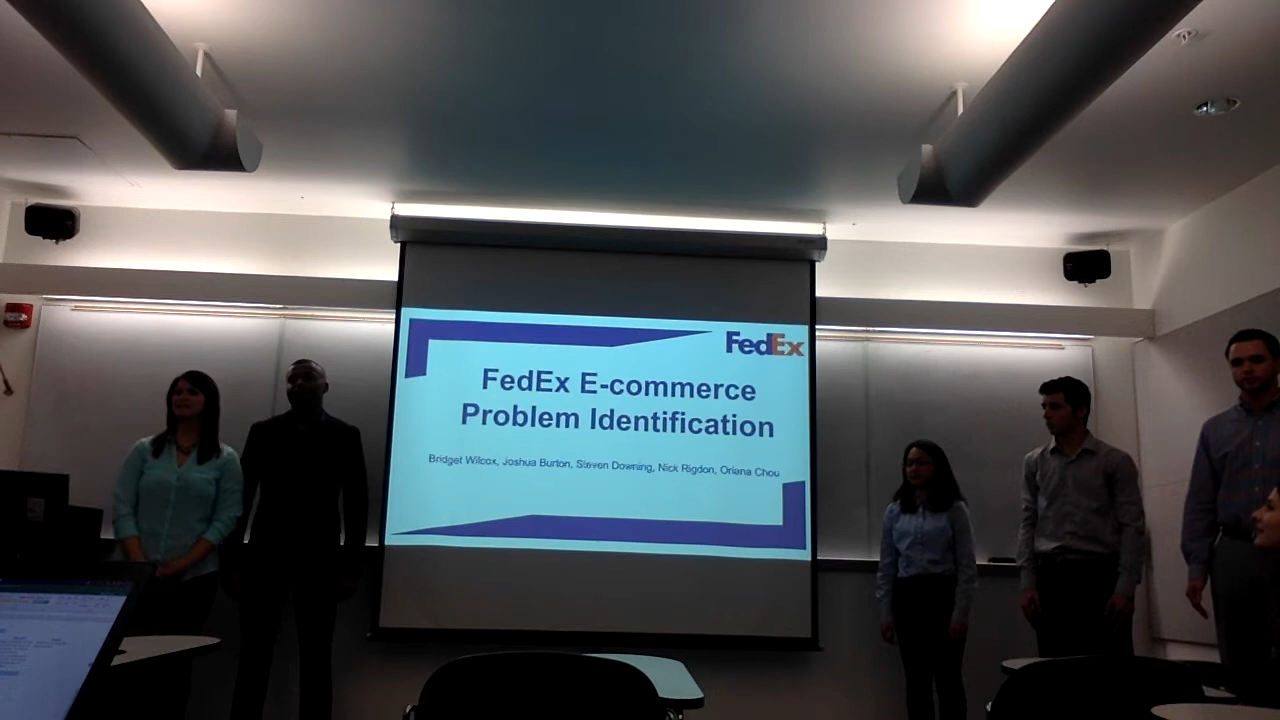 FedEx
FedEx E-commerce
Problem Identification
Bridget Wilcox, Joshua Burton, Steven Downing, Nick Rigdon, Oriana Chou